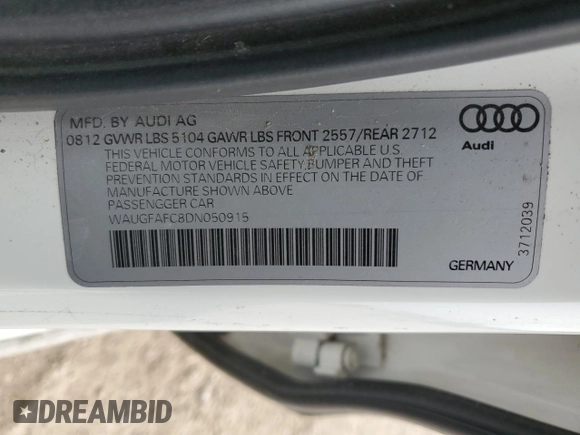 MFD. BY AUDI AG
0812 GVWR LBS 5104 GAWR LBS FRONT 2557/REAR 2712
THIS VEHICLE CONFORMS TO ALL APPLICABLE U.S
FEDERAL MOTOR VEHICLE SAFETY,BUMPER AND THEFT
PREVENTION STANDARDS IN EFFECT ON THE DATE OF
MANUFACTURE SHOWN ABOVE
PASSENGGER CAR
WAUGFAFC8DN050915
Audi
3712039
GERMANY
DREAMBID